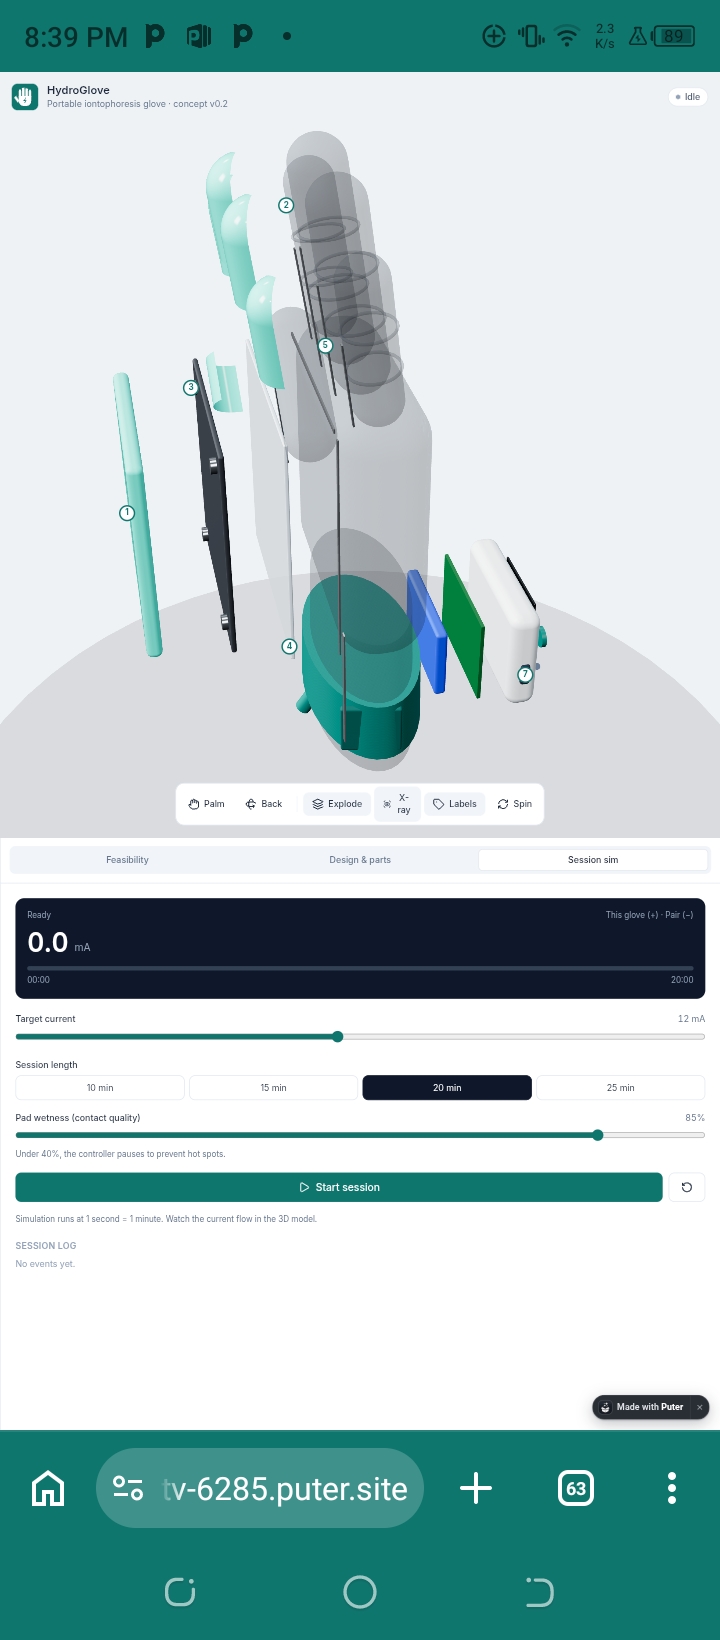 8:39 PM
2.3
K/s
89
HydroGlove
Portable iontophoresis glove · concept v0.2
Idle
2
5
3
1
4
7
Palm
Back
Explode
X-
ray
Labels
Spin
Feasibility
Design & parts
Session sim
Ready
This glove (+) · Pair (−)
0.0 mA
00:00
20:00
Target current
12 mA
Session length
10 min
15 min
20 min
25 min
Pad wetness (contact quality)
85%
Under 40%, the controller pauses to prevent hot spots.
Start session
Simulation runs at 1 second = 1 minute. Watch the current flow in the 3D model.
SESSION LOG
No events yet.
Made with Puter ×
tv-6285.puter.site
63